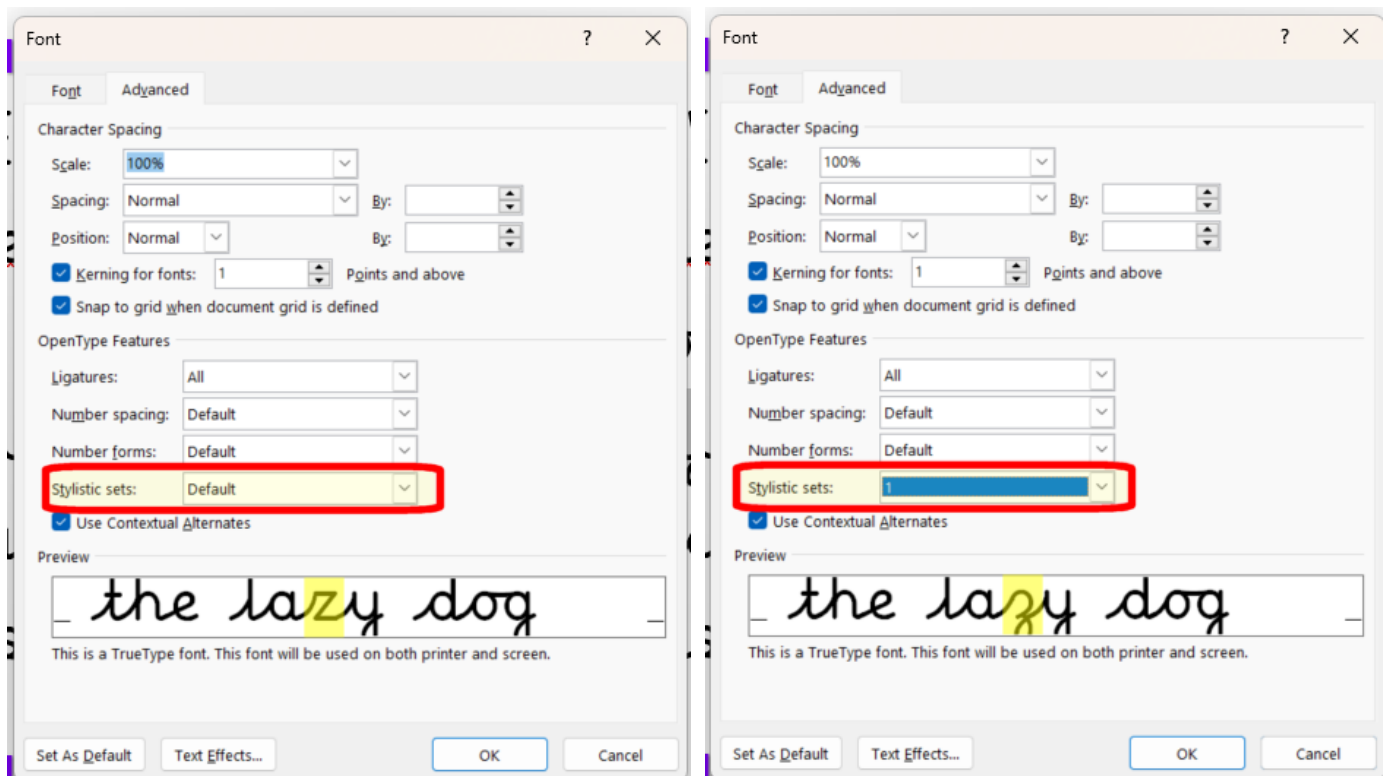 Font ?
Font Advanced
Character Spacing
Scale: 100%
Spacing: Normal By:
Position: Normal By:
Kerning for fonts: 1 Points and above
Snap to grid when document grid is defined
OpenType Features
Ligatures: All
Number spacing: Default
Number forms: Default
Stylistic sets: Default
Use Contextual Alternates
Preview
the lazy dog
This is a TrueType font. This font will be used on both printer and screen.
Set As Default Text Effects... OK Cancel
Font ?
Font Advanced
Character Spacing
Scale: 100%
Spacing: Normal By:
Position: Normal By:
Kerning for fonts: 1 Points and above
Snap to grid when document grid is defined
OpenType Features
Ligatures: All
Number spacing: Default
Number forms: Default
Stylistic sets: 1
Use Contextual Alternates
Preview
the lazy dog
This is a TrueType font. This font will be used on both printer and screen.
Set As Default Text Effects... OK Cancel